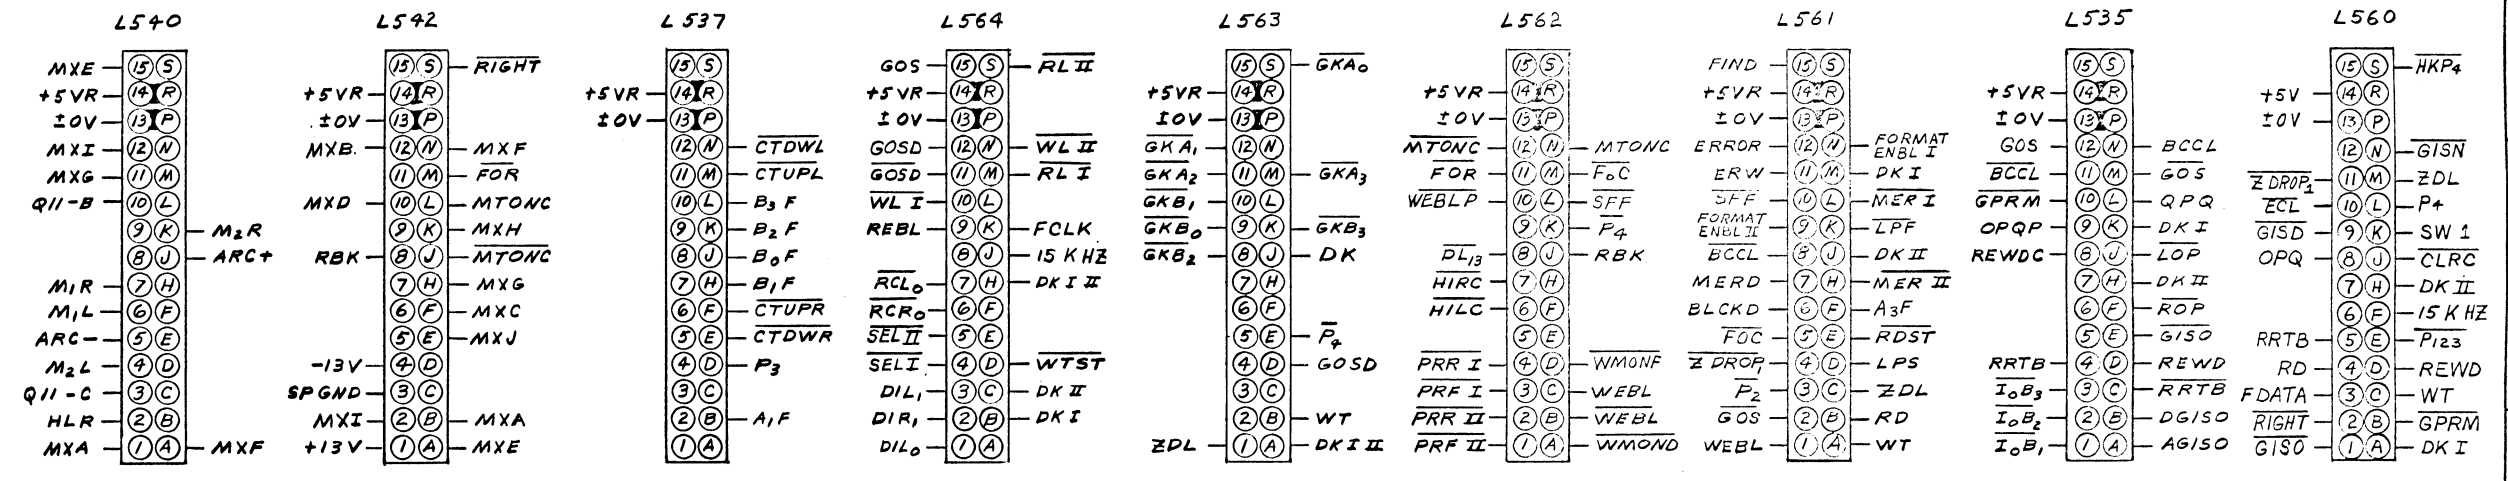 L540
MXE 15 S
+5VR 14 R
±0V 13 P
MXI 12 N
MXG 11 M
Q11-B 10 L
9 K M2R
8 J ARC+
M1R 7 H
M1L 6 F
ARC- 5 E
M2L 4 D
Q11-C 3 C
HLR 2 B
MXA 1 A MXF
L542
15 S RIGHT
+5VR 14 R
±0V 13 P
MXB 12 N MXF
11 M FOR
MXD 10 L MTONC
9 K MXH
RBK 8 J MTONC
7 H MXG
6 F MXC
5 E MXJ
-13V 4 D
SPGND 3 C
MXI 2 B MXA
+13V 1 A MXE
L537
15 S
+5VR 14 R
±0V 13 P
12 N CTDWL
11 M CTUPL
10 L B3F
9 K B2F
8 J B0F
7 H B1F
6 F CTUPR
5 E CTDWR
4 D P3
3 C
2 B A1F
1 A
L564
GOS 15 S RL II
+5VR 14 R
±0V 13 P
GOSD 12 N WL II
GOSD 11 M RL I
WL I 10 L
REBL 9 K FCLK
8 J 15 KHZ
RCL0 7 H DK I II
RCR0 6 F
SEL II 5 E
SEL I 4 D WTST
DIL1 3 C DK II
DIR1 2 B DK I
DIL0 1 A
L563
15 S GKA0
+5VR 14 R
±0V 13 P
GKA1 12 N
GKA2 11 M GKA3
GKB1 10 L
GKB0 9 K GKB3
GKB2 8 J DK
7 H
6 F
5 E P4
4 D GOSD
3 C
2 B WT
ZDL 1 A DK I II
L562
15 S
+5VR 14 R
±0V 13 P
MTONC 12 N MTONC
FOR 11 M FOC
WEBLP 10 L SFF
9 K P4
DL13 8 J RBK
HIRC 7 H
HILC 6 F
5 E
PRR I 4 D WMONF
PRF I 3 C WEBL
PRR II 2 B WEBL
PRF II 1 A WMOND
L561
FIND 15 S
+5VR 14 R
±0V 13 P
ERROR 12 N FORMAT ENBL I
ERW 11 M DK I
SFF 10 L MER I
FORMAT ENBL II 9 K LPF
BCCL 8 J DK II
MERD 7 H MER II
BLCKD 6 F A3F
FOC 5 E RDST
Z DROP1 4 D LPS
P2 3 C ZDL
GOS 2 B RD
WEBL 1 A WT
L535
15 S
+5VR 14 R
±0V 13 P
GOS 12 N BCCL
BCCL 11 M GOS
GPRM 10 L QPQ
OPQP 9 K DK I
REWDC 8 J LOP
7 H DK II
6 F ROP
5 E GISO
RRTB 4 D REWD
I0B3 3 C RRTB
I0B2 2 B DGISO
I0B1 1 A AGISO
L560
15 S HKP4
+5V 14 R
±0V 13 P
12 N GISN
Z DROP1 11 M ZDL
ECL 10 L P4
GISD 9 K SW 1
OPQ 8 J CLRC
7 H DK II
6 F 15 KHZ
RRTB 5 E P123
RD 4 D REWD
FDATA 3 C WT
RIGHT 2 B GPRM
GISO 1 A DK I